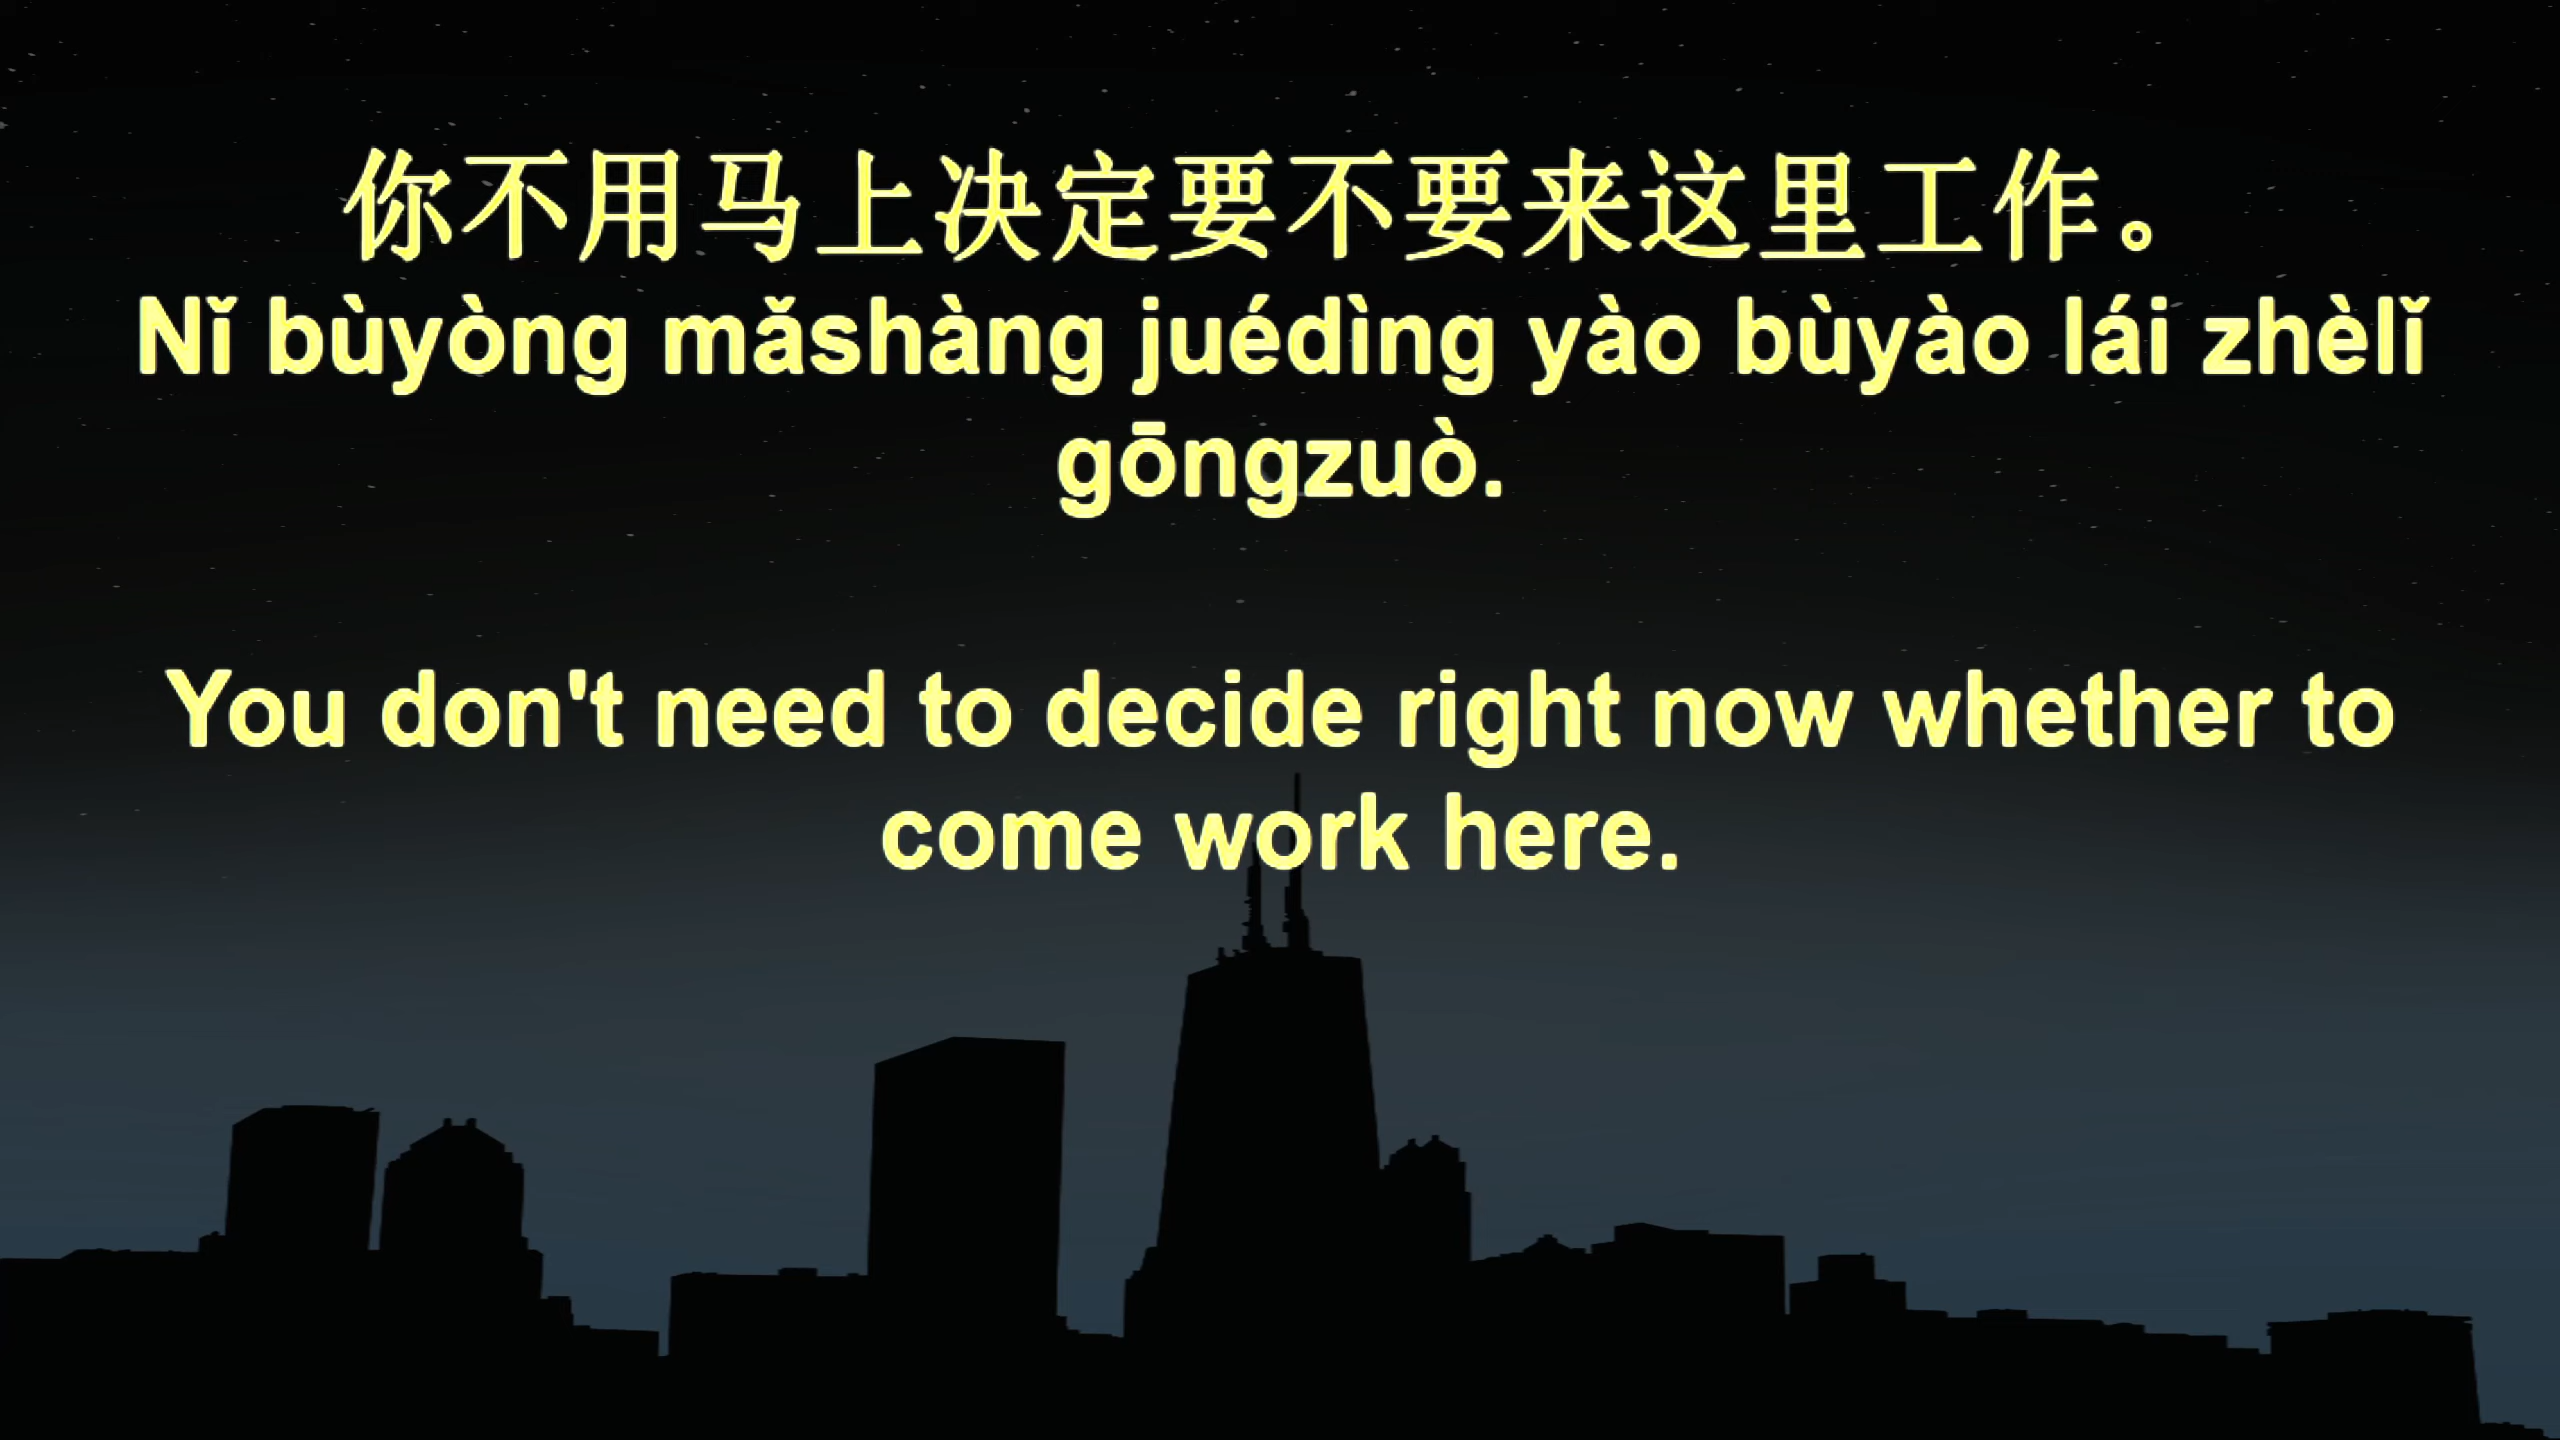 你不用马上决定要不要来这里工作。
Nǐ bùyòng mǎshàng juédìng yào bùyào lái zhèlǐ
gōngzuò.
You don't need to decide right now whether to
come work here.